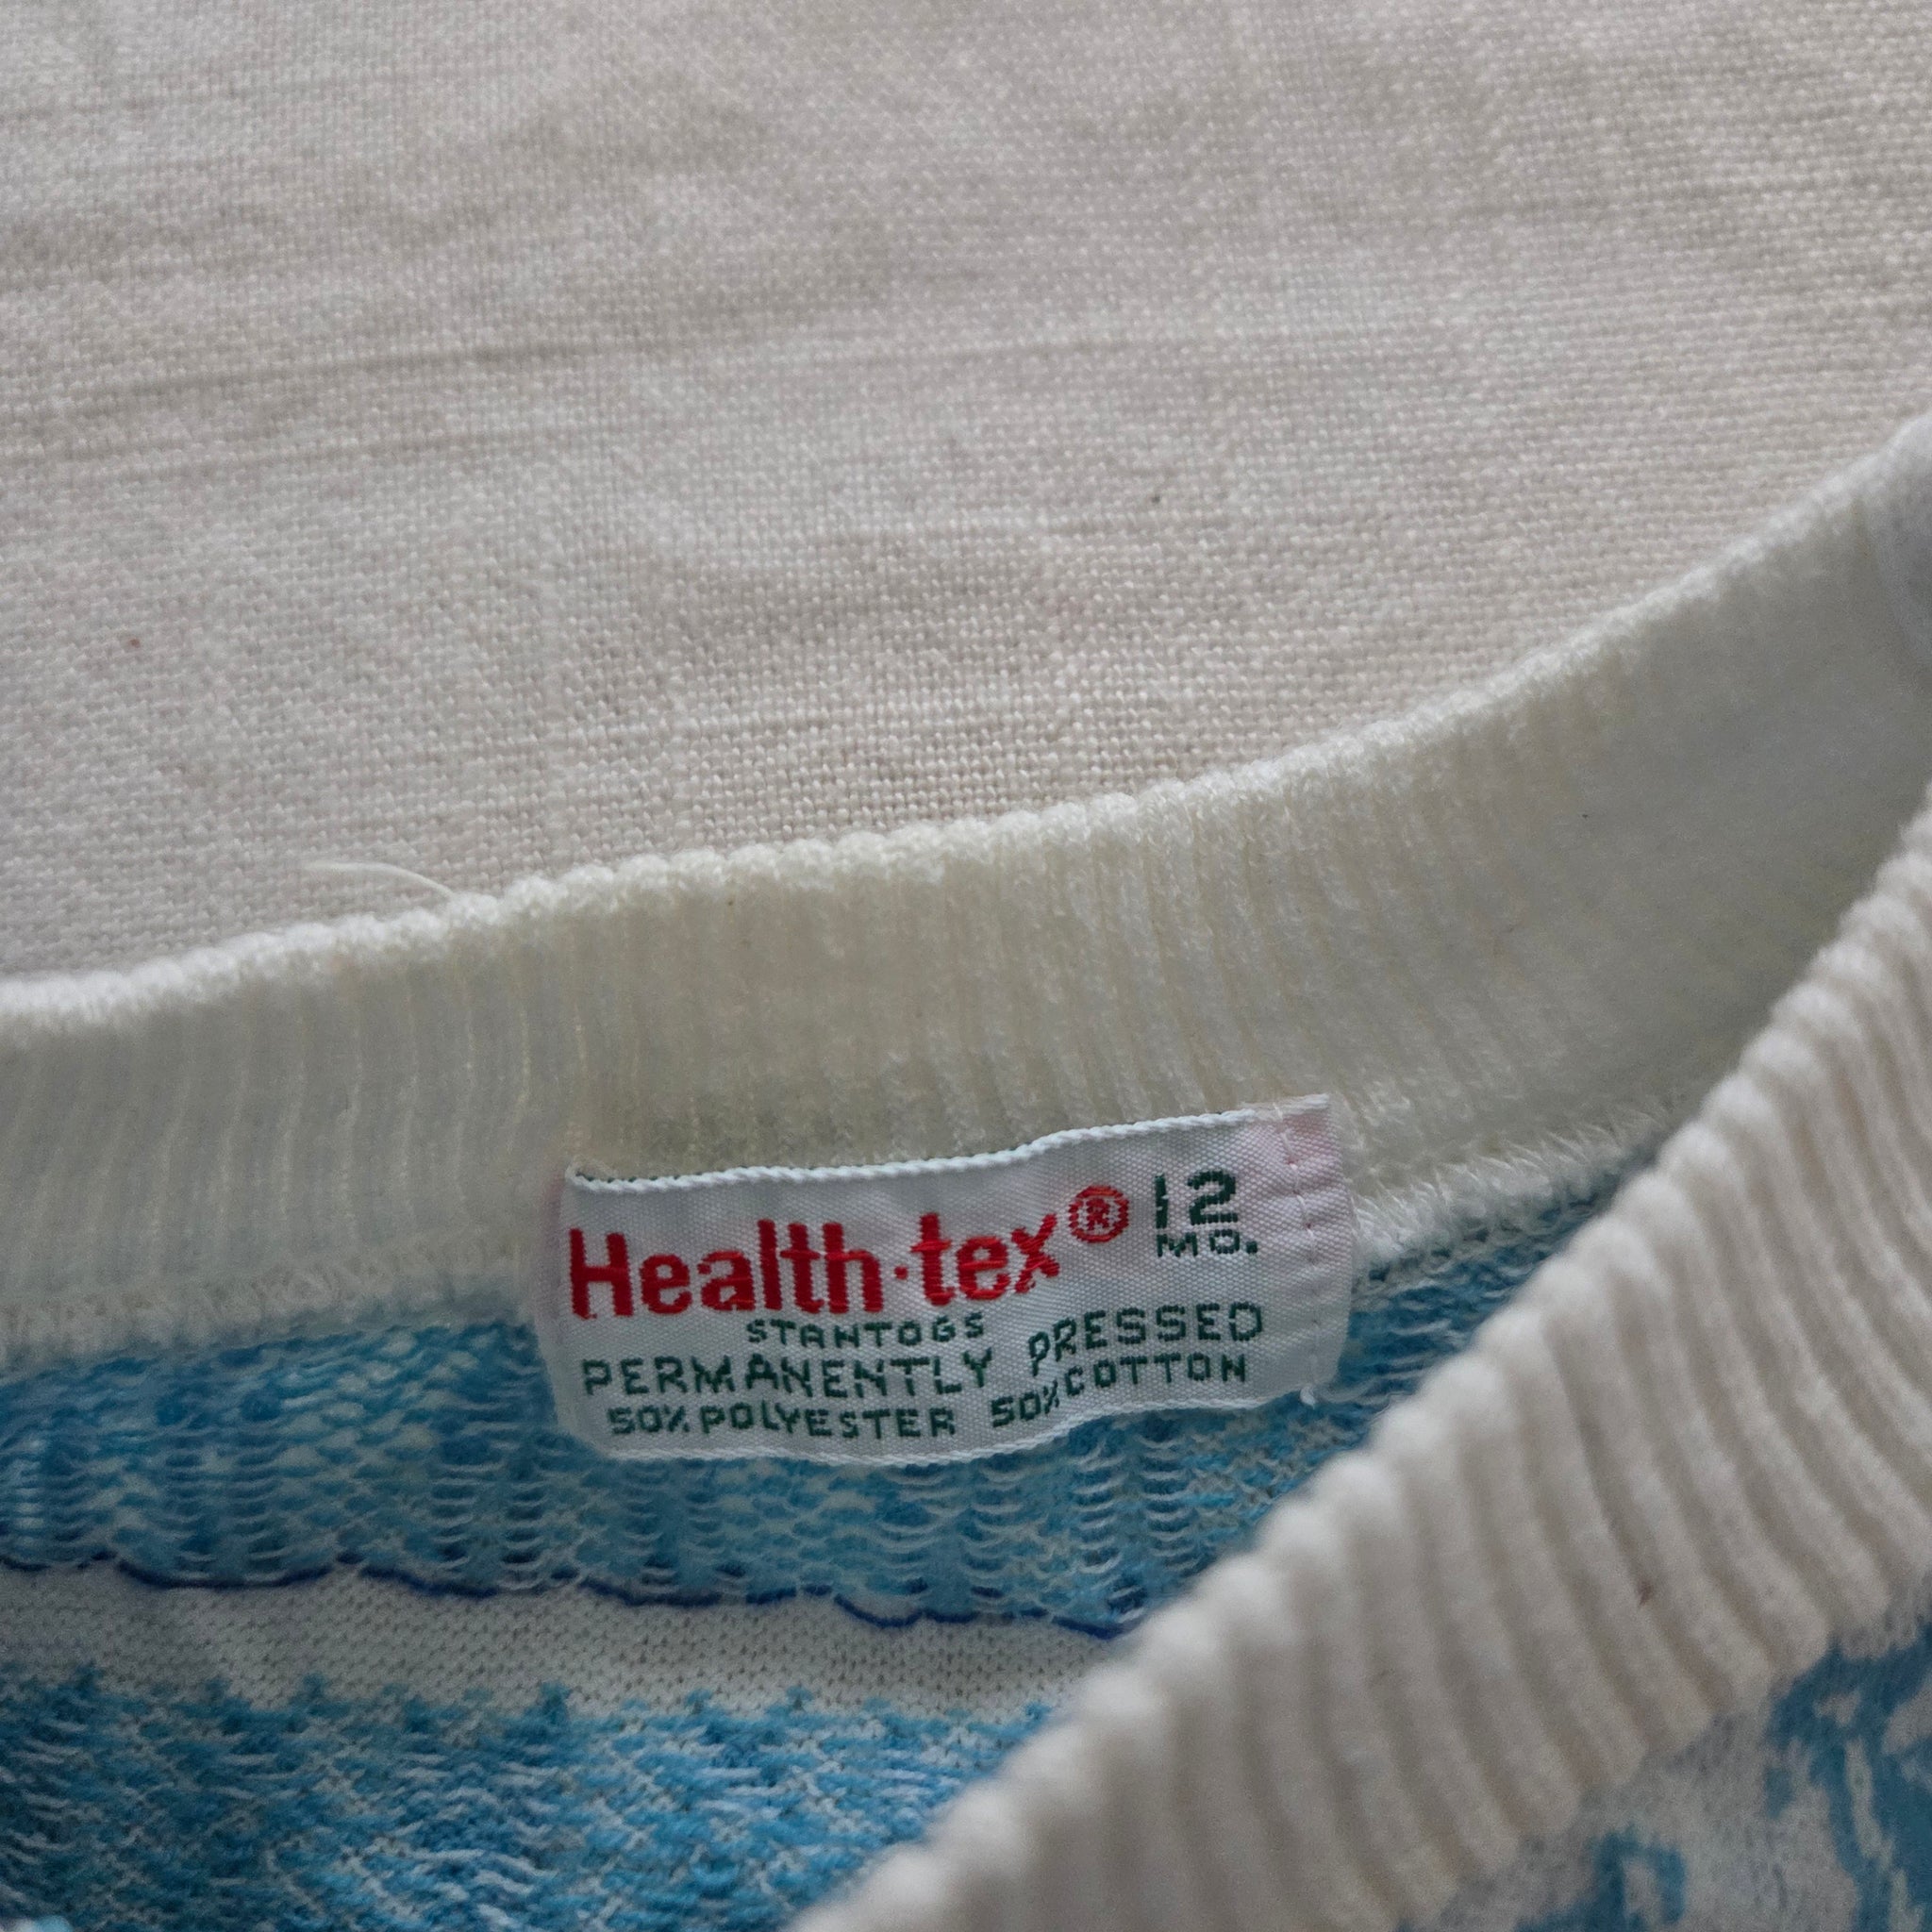 Health·tex® 12 MO.
STANTOGS
PERMANENTLY PRESSED
50% POLYESTER 50% COTTON